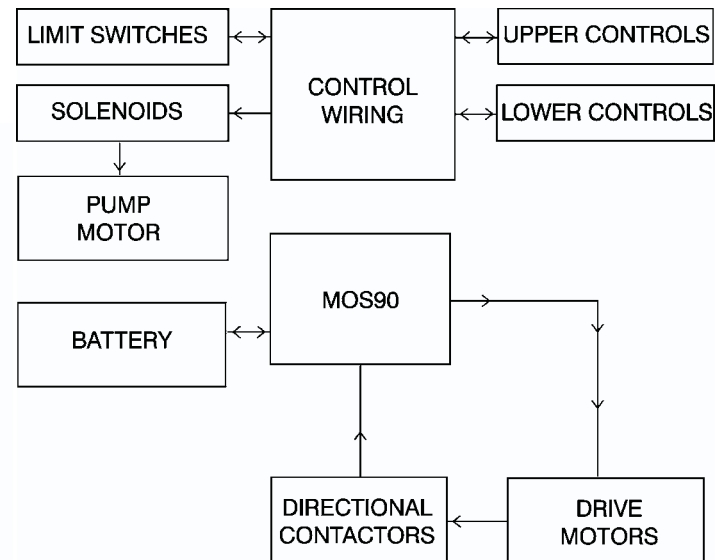 LIMIT SWITCHES
UPPER CONTROLS
CONTROL
WIRING
SOLENOIDS
LOWER CONTROLS
PUMP
MOTOR
MOS90
BATTERY
DIRECTIONAL
CONTACTORS
DRIVE
MOTORS